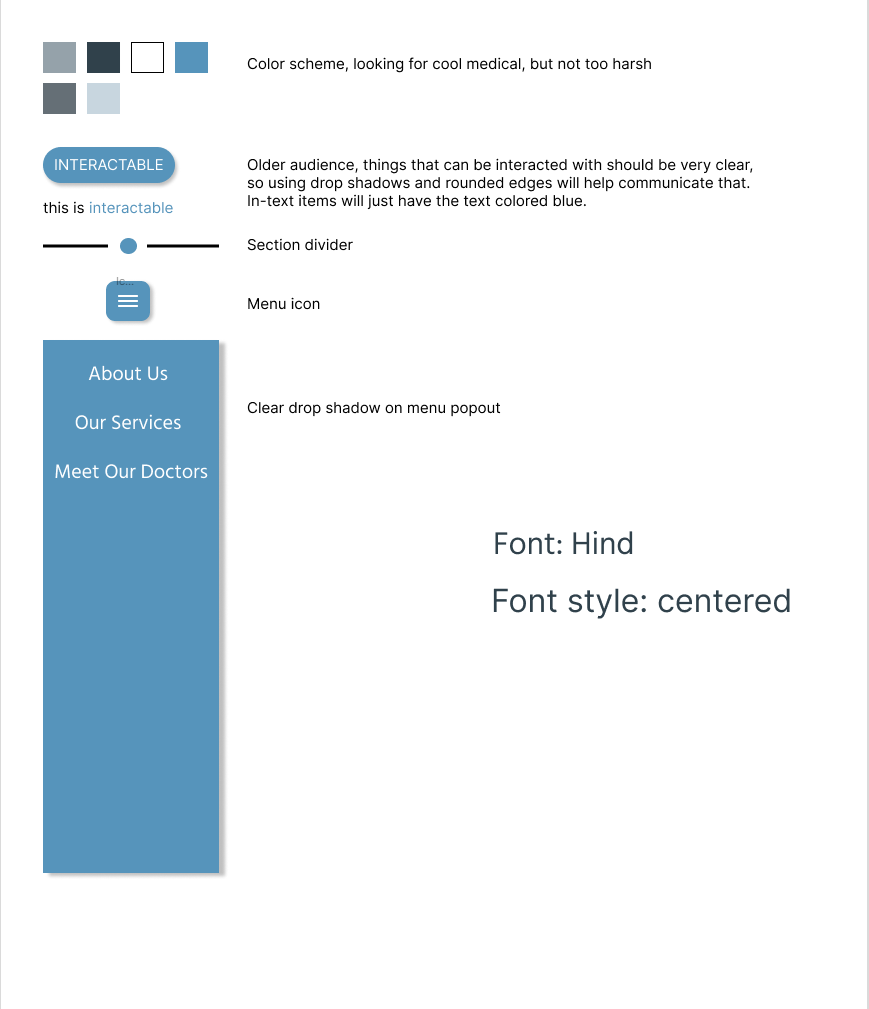 Color scheme, looking for cool medical, but not too harsh
INTERACTABLE
Older audience, things that can be interacted with should be very clear,
so using drop shadows and rounded edges will help communicate that.
In-text items will just have the text colored blue.
this is interactable
Section divider
Ic...
Menu icon
About Us
Our Services
Meet Our Doctors
Clear drop shadow on menu popout
Font: Hind
Font style: centered